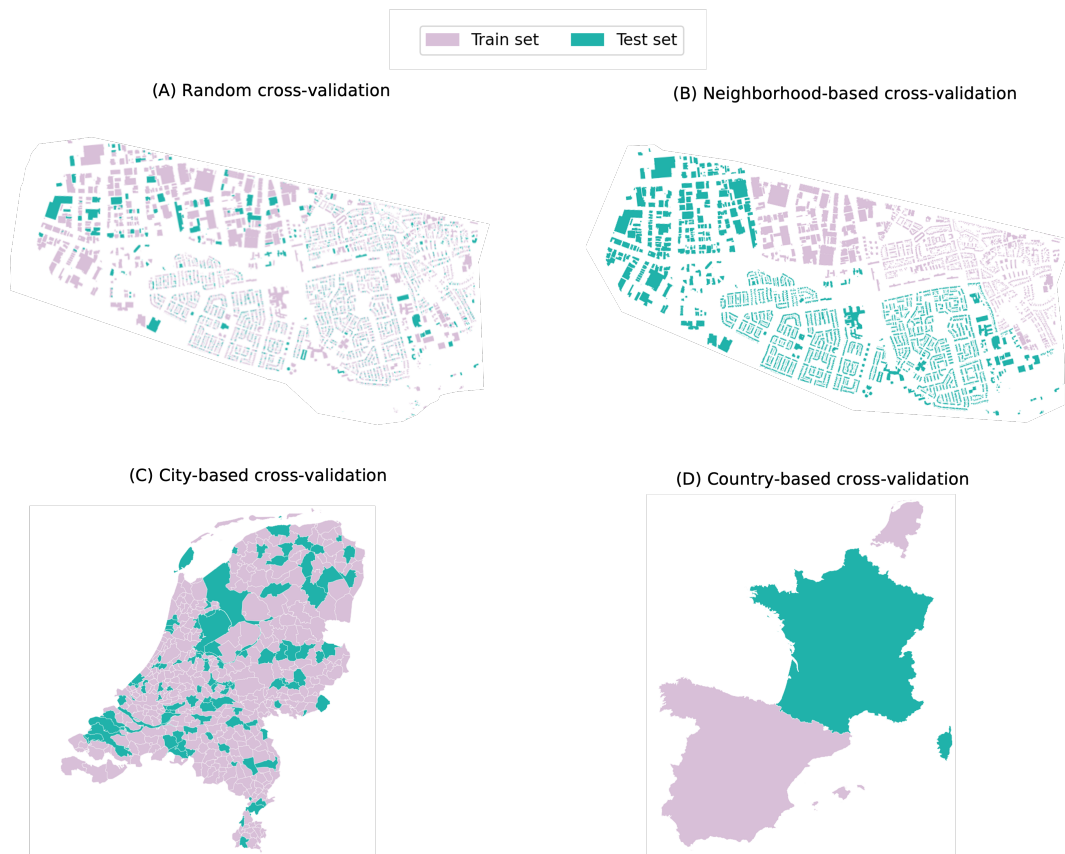 Train set
Test set
(A) Random cross-validation
(B) Neighborhood-based cross-validation
(C) City-based cross-validation
(D) Country-based cross-validation